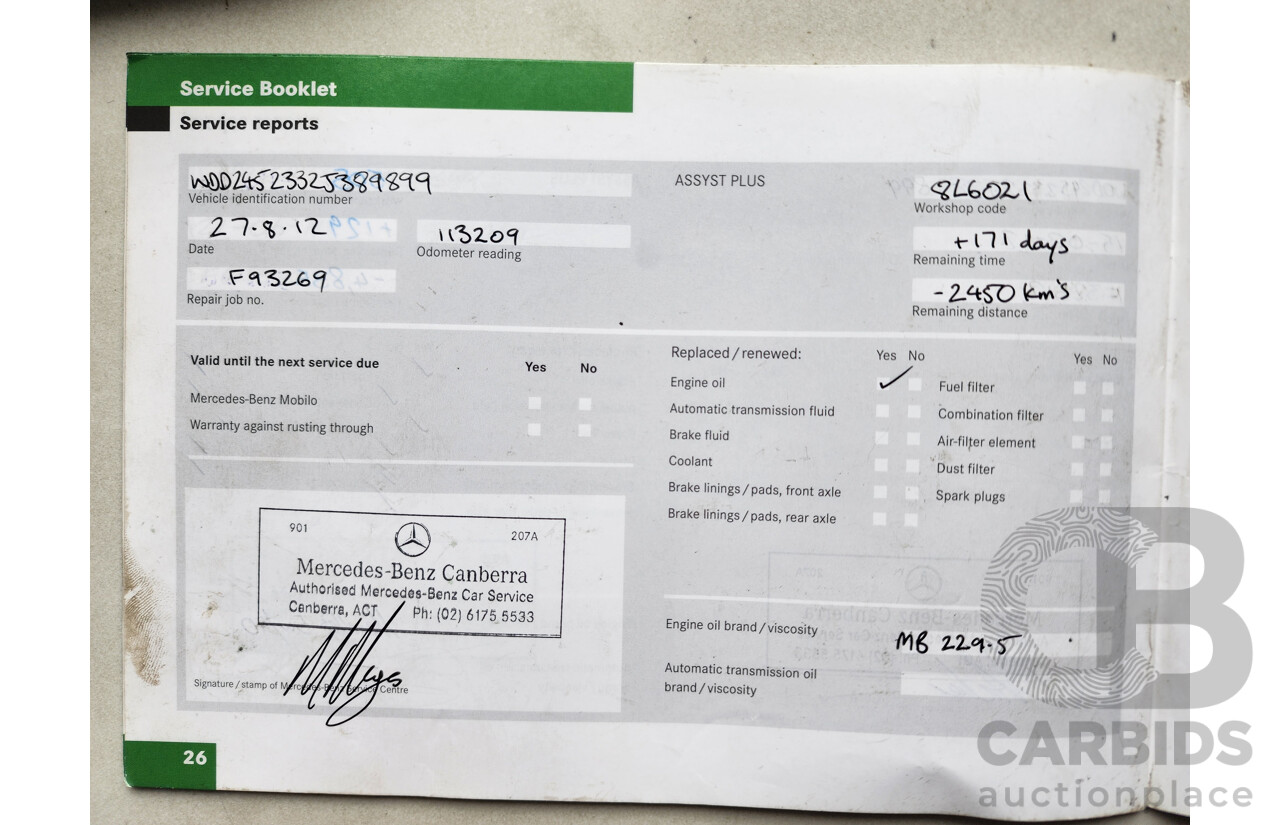 Service Booklet
Service reports
WDD2452332J389899
Vehicle identification number
27.8.12
Date
113209
Odometer reading
F93269
Repair job no.
ASSYST PLUS
8L6021
Workshop code
+171 days
Remaining time
-2450 km's
Remaining distance
Valid until the next service due Yes No
Mercedes-Benz Mobilo
Warranty against rusting through
Replaced / renewed: Yes No Yes No
Engine oil ✓ Fuel filter
Automatic transmission fluid Combination filter
Brake fluid Air-filter element
Coolant Dust filter
Brake linings / pads, front axle Spark plugs
Brake linings / pads, rear axle
901 207A
Mercedes-Benz Canberra
Authorised Mercedes-Benz Car Service
Canberra, ACT Ph: (02) 6175 5533
Signature / stamp of Mercedes-Benz Service Centre
Engine oil brand / viscosity MB 229.5
Automatic transmission oil
brand / viscosity
26
CB
CARBIDS
auctionplace